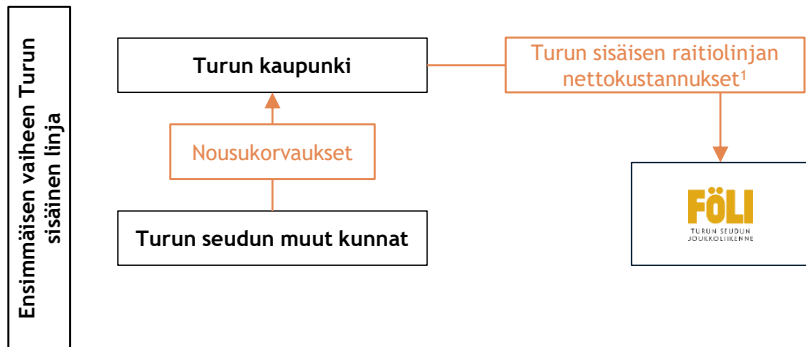 Ensimmäisen vaiheen Turun
sisäinen linja
Turun kaupunki
Turun sisäisen raitiolinjan
nettokustannukset¹
Nousukorvaukset
Turun seudun muut kunnat
FÖLI
TURUN SEUDUN
JOUKKOLIIKENNE